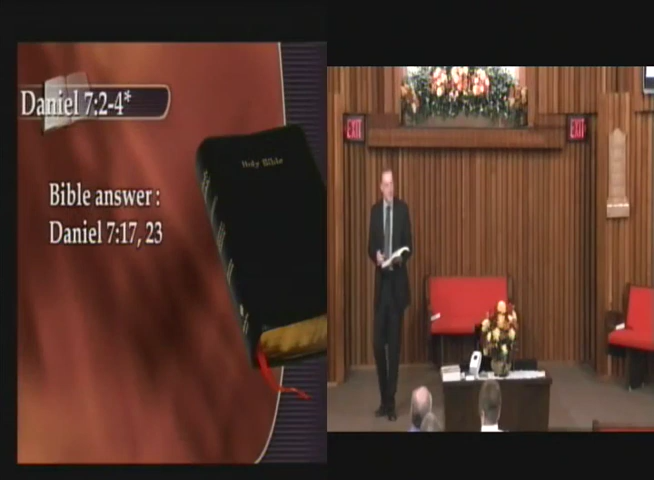 Daniel 7:2-4*
Holy Bible
Bible answer :
Daniel 7:17, 23
EXIT
EXIT